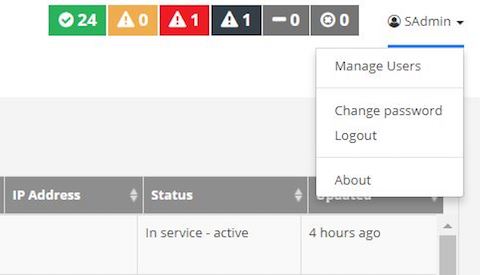 24 0 1 1 0 0 SAdmin
Manage Users
Change password
Logout
About
IP Address Status Updated
In service - active 4 hours ago